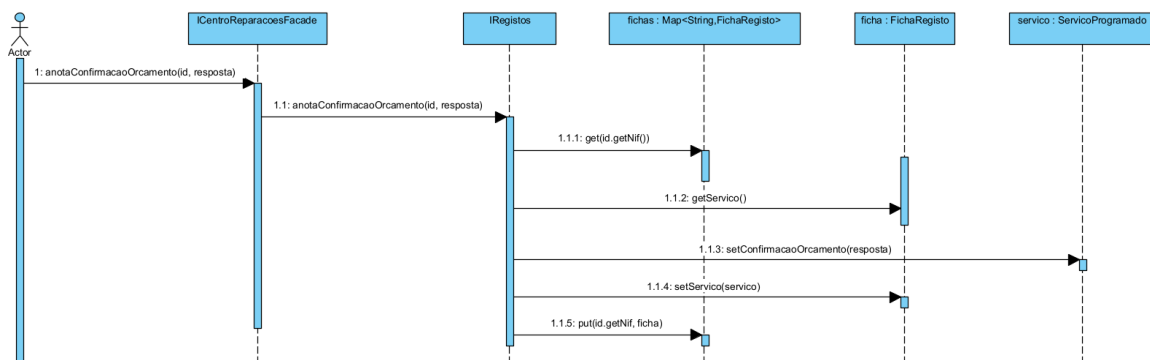 ICentroReparacoesFacade
IRegistos
fichas : Map<String,FichaRegisto>
ficha : FichaRegisto
servico : ServicoProgramado
Actor
1: anotaConfirmacaoOrcamento(id, resposta)
1.1: anotaConfirmacaoOrcamento(id, resposta)
1.1.1: get(id.getNif())
1.1.2: getServico()
1.1.3: setConfirmacaoOrcamento(resposta)
1.1.4: setServico(servico)
1.1.5: put(id.getNif, ficha)